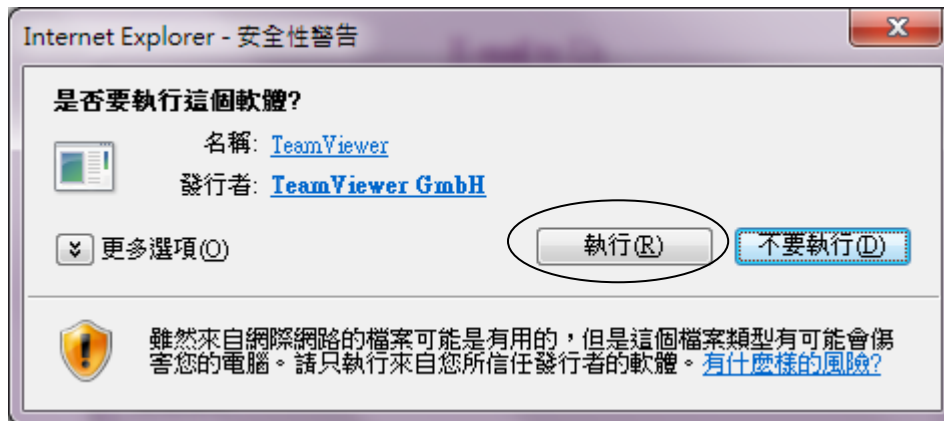 Internet Explorer - 安全性警告
是否要執行這個軟體?
名稱: TeamViewer
發行者: TeamViewer GmbH
更多選項(O)
執行(R)
不要執行(D)
雖然來自網際網路的檔案可能是有用的，但是這個檔案類型有可能會傷
害您的電腦。請只執行來自您所信任發行者的軟體。有什麼樣的風險?